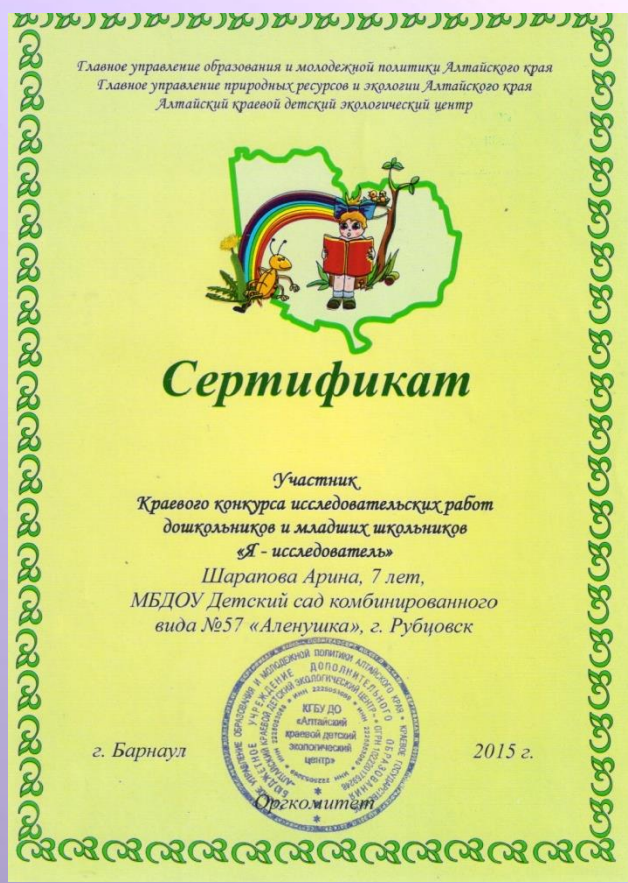 Главное управление образования и молодежной политики Алтайского края
Главное управление природных ресурсов и экологии Алтайского края
Алтайский краевой детский экологический центр
Сертификат
Участник
Краевого конкурса исследовательских работ
дошкольников и младших школьников
«Я - исследователь»
Шарапова Арина, 7 лет,
МБДОУ Детский сад комбинированного
вида №57 «Аленушка», г. Рубцовск
КГБУ ДО
«Алтайский
краевой детский
экологический
центр»
г. Барнаул
2015 г.
Оргкомитет